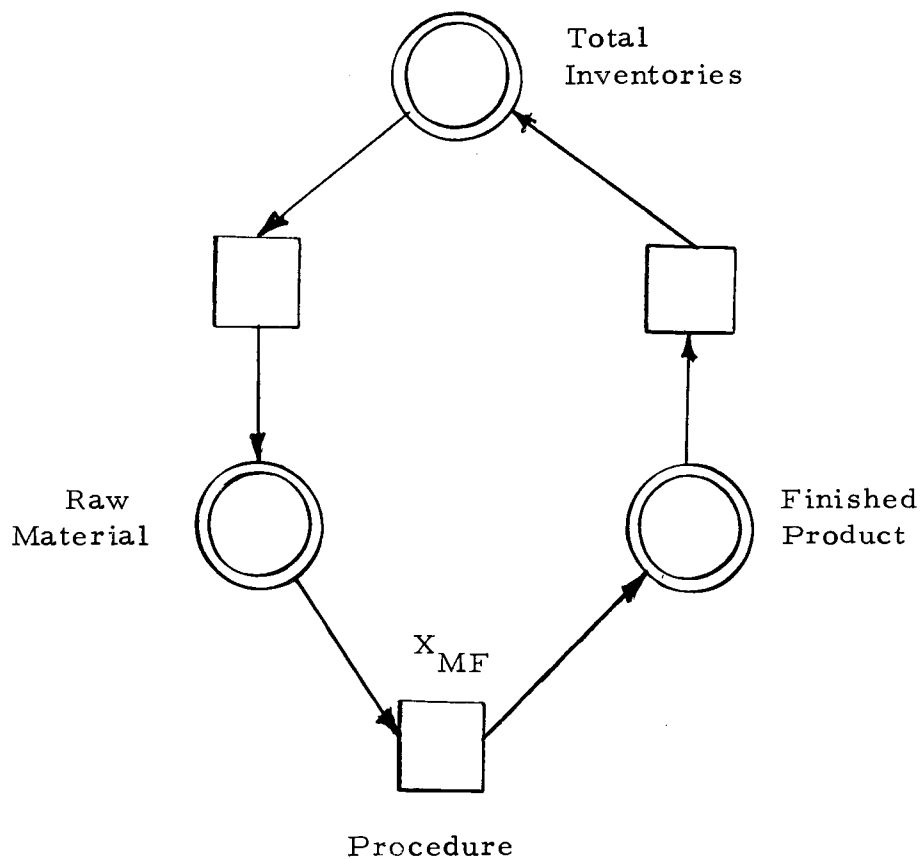 Total
Inventories
Raw
Material
Finished
Product
X_MF
Procedure